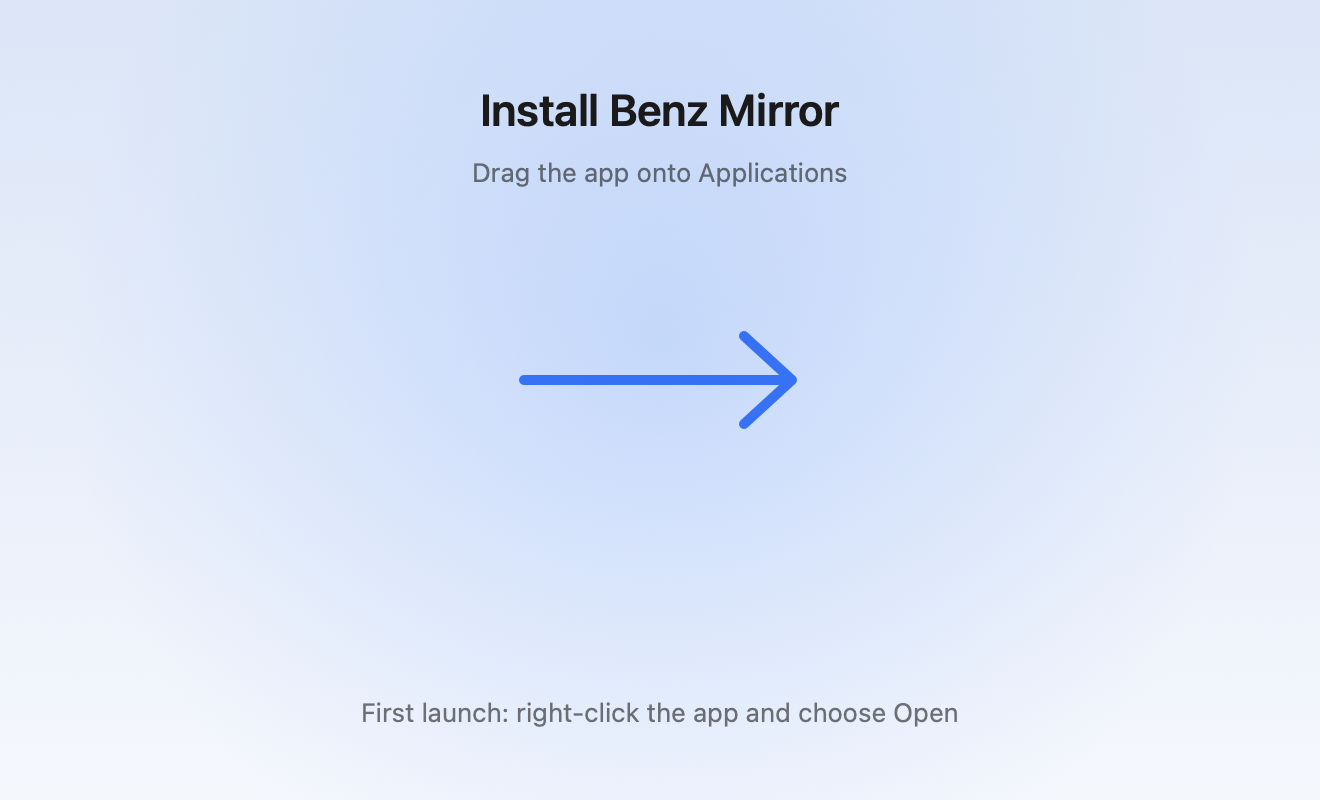 Install Benz Mirror
Drag the app onto Applications
First launch: right-click the app and choose Open